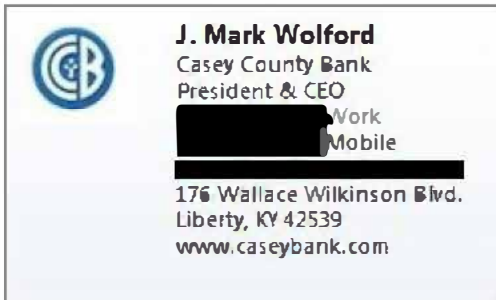 CCB
J. Mark Wolford
Casey County Bank
President & CEO
Work
Mobile
176 Wallace Wilkinson Blvd.
Liberty, KY 42539
www.caseybank.com